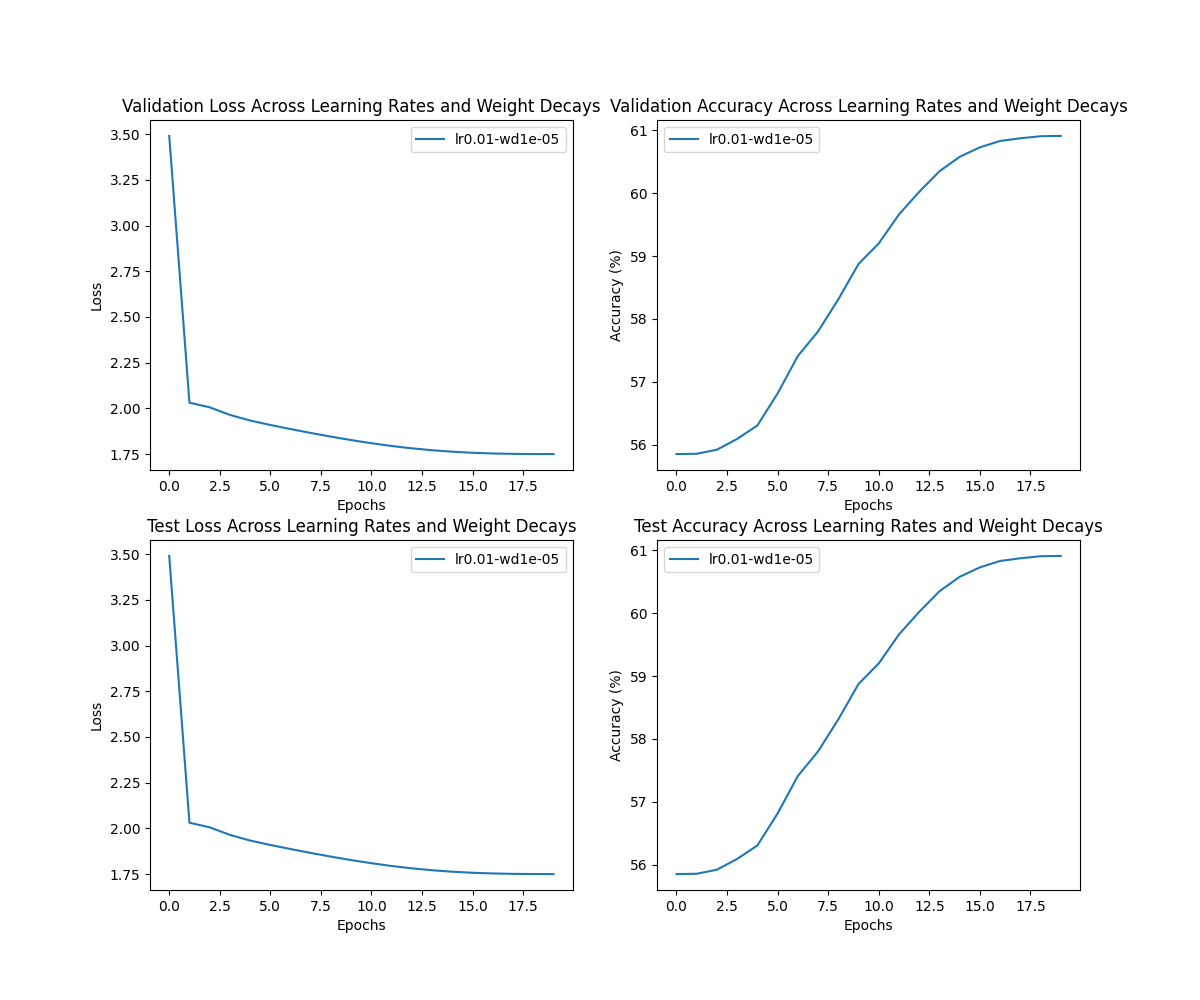 Validation Loss Across Learning Rates and Weight Decays
3.50
3.25
3.00
2.75
2.50
2.25
2.00
1.75
Loss
lr0.01-wd1e-05
0.0 2.5 5.0 7.5 10.0 12.5 15.0 17.5
Epochs
Validation Accuracy Across Learning Rates and Weight Decays
61
60
59
58
57
56
Accuracy (%)
lr0.01-wd1e-05
0.0 2.5 5.0 7.5 10.0 12.5 15.0 17.5
Epochs
Test Loss Across Learning Rates and Weight Decays
3.50
3.25
3.00
2.75
2.50
2.25
2.00
1.75
Loss
lr0.01-wd1e-05
0.0 2.5 5.0 7.5 10.0 12.5 15.0 17.5
Epochs
Test Accuracy Across Learning Rates and Weight Decays
61
60
59
58
57
56
Accuracy (%)
lr0.01-wd1e-05
0.0 2.5 5.0 7.5 10.0 12.5 15.0 17.5
Epochs